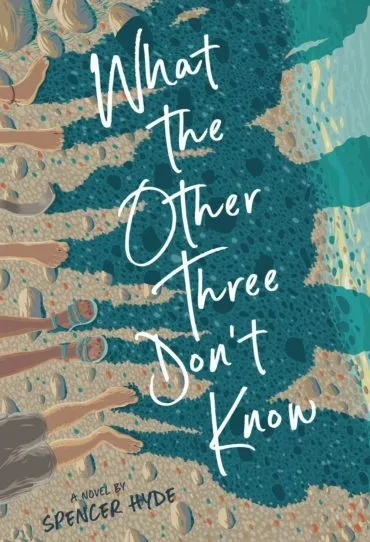 What
the
Other
Three
Don't
Know
A NOVEL BY
SPENCER HYDE